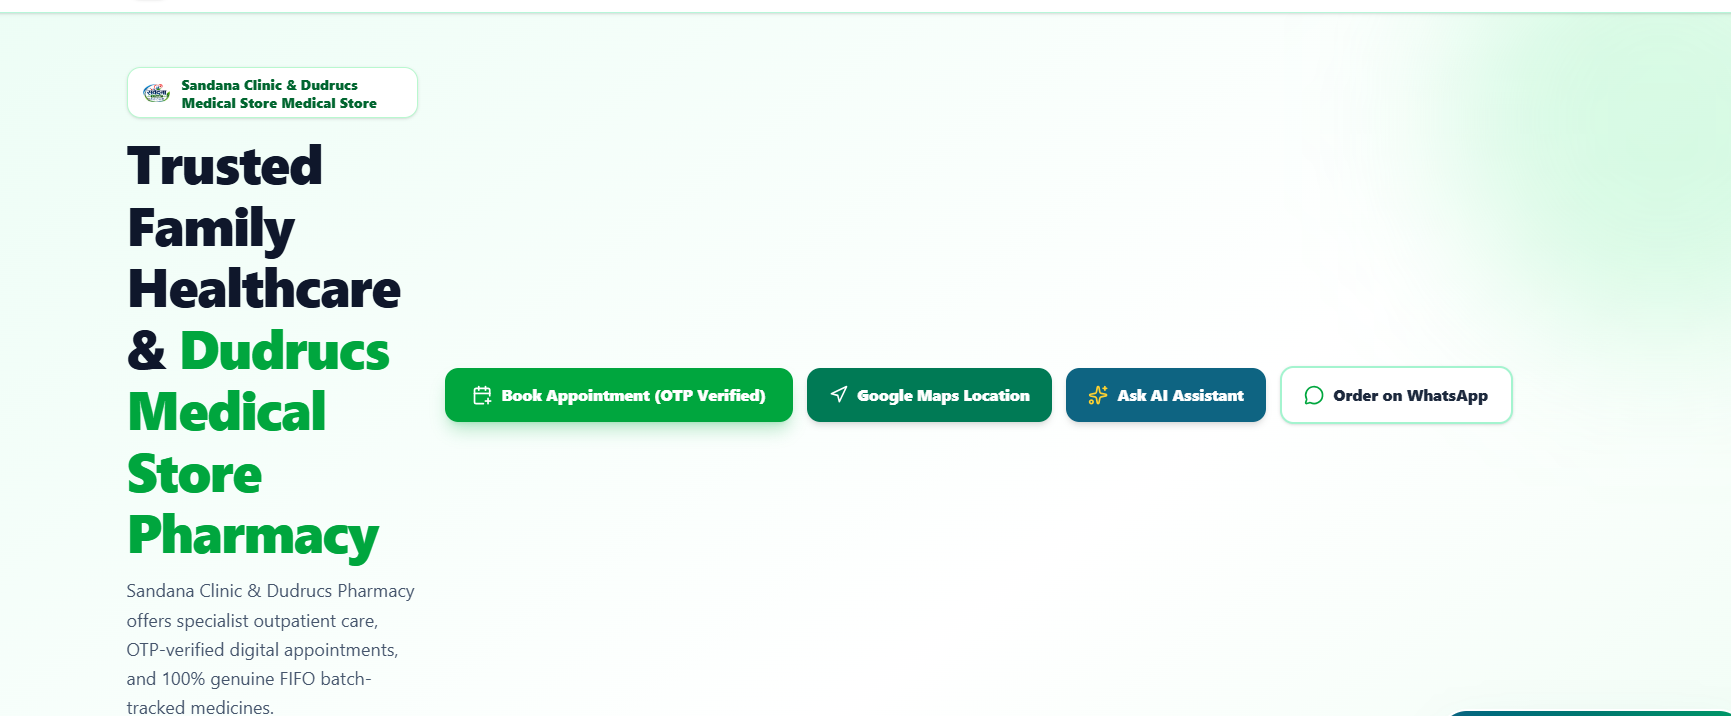 Sandana Clinic & Dudrucs
Medical Store Medical Store
Trusted
Family
Healthcare
& Dudrucs
Medical
Store
Pharmacy
Sandana Clinic & Dudrucs Pharmacy
offers specialist outpatient care,
OTP-verified digital appointments,
and 100% genuine FIFO batch-
tracked medicines.
Book Appointment (OTP Verified)
Google Maps Location
Ask AI Assistant
Order on WhatsApp